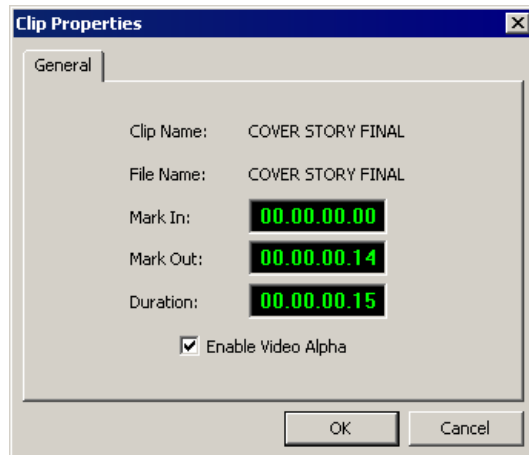 Clip Properties
General
Clip Name: COVER STORY FINAL
File Name: COVER STORY FINAL
Mark In: 00.00.00.00
Mark Out: 00.00.00.14
Duration: 00.00.00.15
Enable Video Alpha
OK Cancel